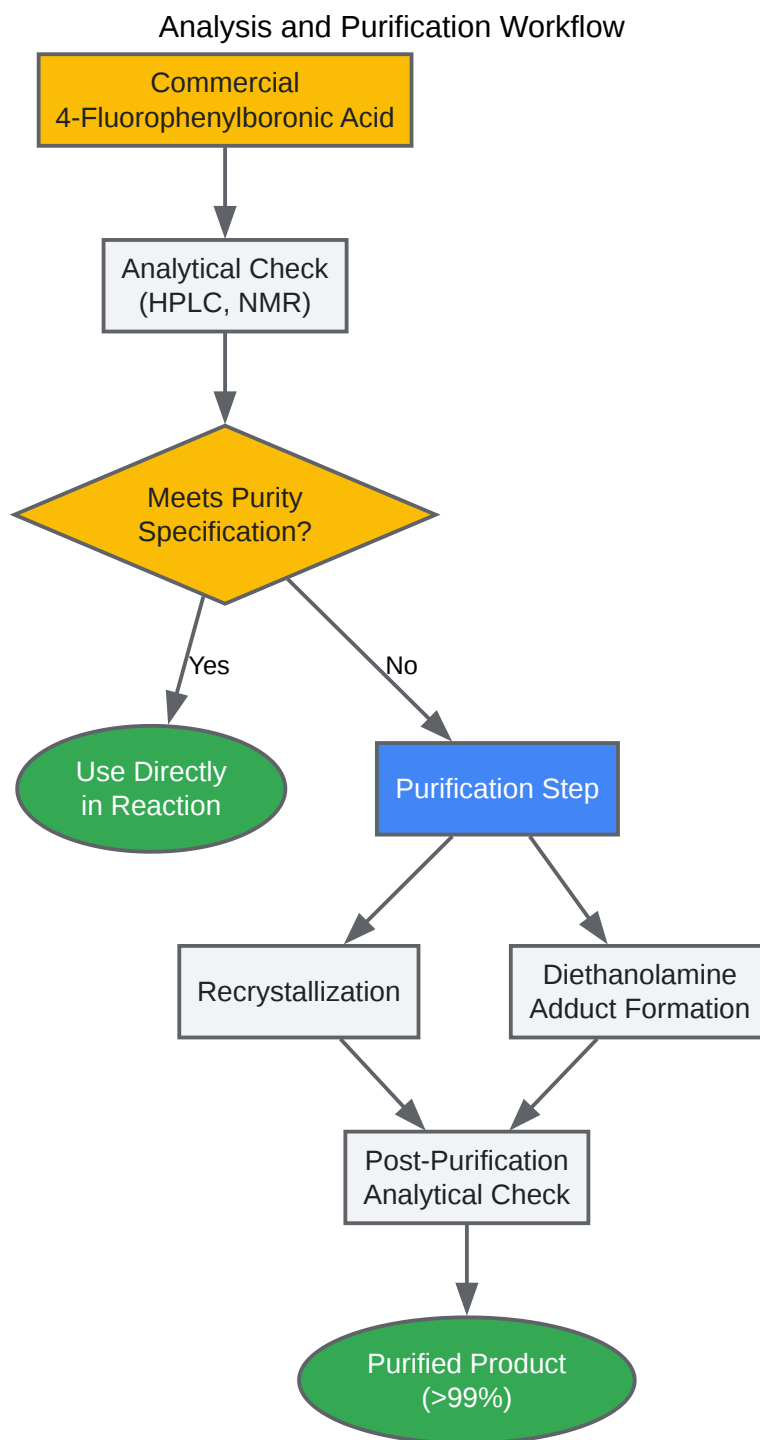 Analysis and Purification Workflow
Commercial
4-Fluorophenylboronic Acid
Analytical Check
(HPLC, NMR)
Meets Purity
Specification?
Yes
No
Use Directly
in Reaction
Purification Step
Recrystallization
Diethanolamine
Adduct Formation
Post-Purification
Analytical Check
Purified Product
(>99%)